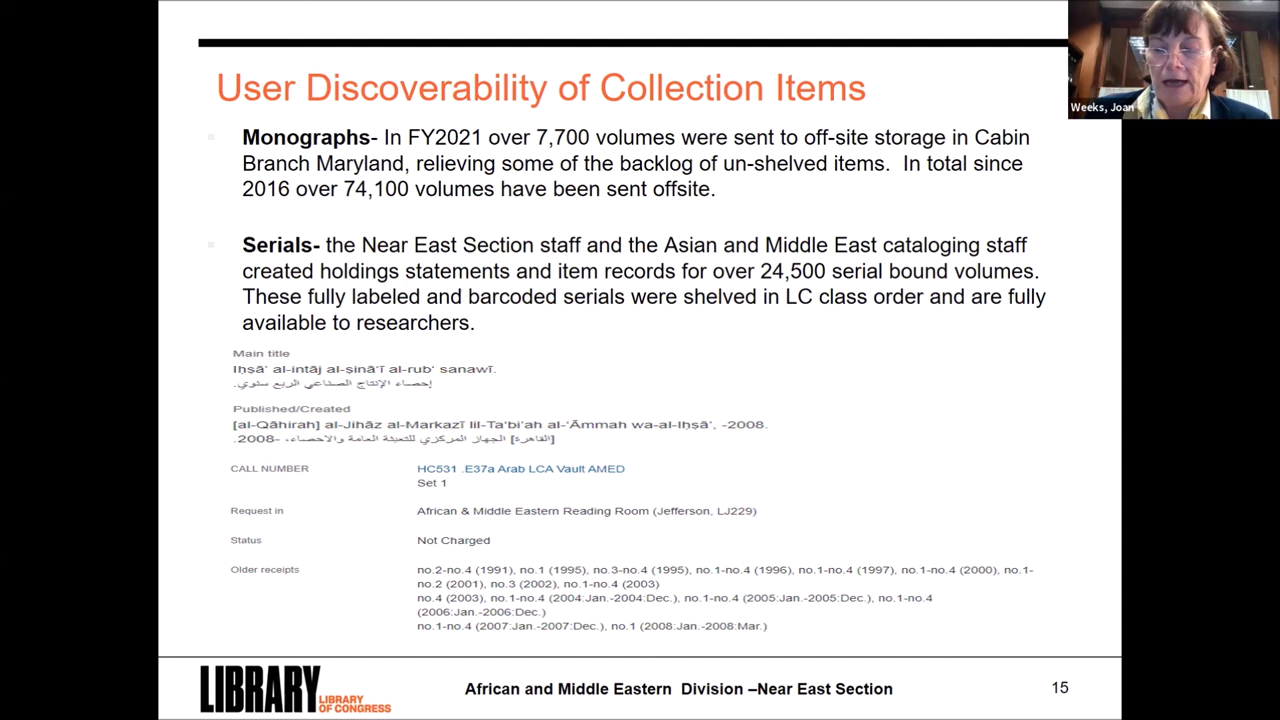 Weeks, Joan
User Discoverability of Collection Items
Monographs- In FY2021 over 7,700 volumes were sent to off-site storage in Cabin
Branch Maryland, relieving some of the backlog of un-shelved items.  In total since
2016 over 74,100 volumes have been sent offsite.
Serials- the Near East Section staff and the Asian and Middle East cataloging staff
created holdings statements and item records for over 24,500 serial bound volumes.
These fully labeled and barcoded serials were shelved in LC class order and are fully
available to researchers.
Main title
Iḥṣāʼ al-intāj al-ṣināʻī al-rubʻ sanawī.
إحصاء الإنتاج الصناعي الربع سنوي.
Published/Created
[al-Qāhirah] al-Jihāz al-Markazī lil-Taʻbiʼah al-ʻĀmmah wa-al-Iḥṣāʼ, -2008.
[القاهرة] الجهاز المركزي للتعبئة العامة والاحصاء، -2008.
CALL NUMBER HC531 .E37a Arab LCA Vault AMED
Set 1
Request in African & Middle Eastern Reading Room (Jefferson, LJ229)
Status Not Charged
Older receipts no.2-no.4 (1991), no.1 (1995), no.3-no.4 (1995), no.1-no.4 (1996), no.1-no.4 (1997), no.1-no.4 (2000), no.1-
no.2 (2001), no.3 (2002), no.1-no.4 (2003)
no.4 (2003), no.1-no.4 (2004:Jan.-2004:Dec.), no.1-no.4 (2005:Jan.-2005:Dec.), no.1-no.4
(2006:Jan.-2006:Dec.)
no.1-no.4 (2007:Jan.-2007:Dec.), no.1 (2008:Jan.-2008:Mar.)
LIBRARY LIBRARY
OF CONGRESS
African and Middle Eastern  Division –Near East Section
15